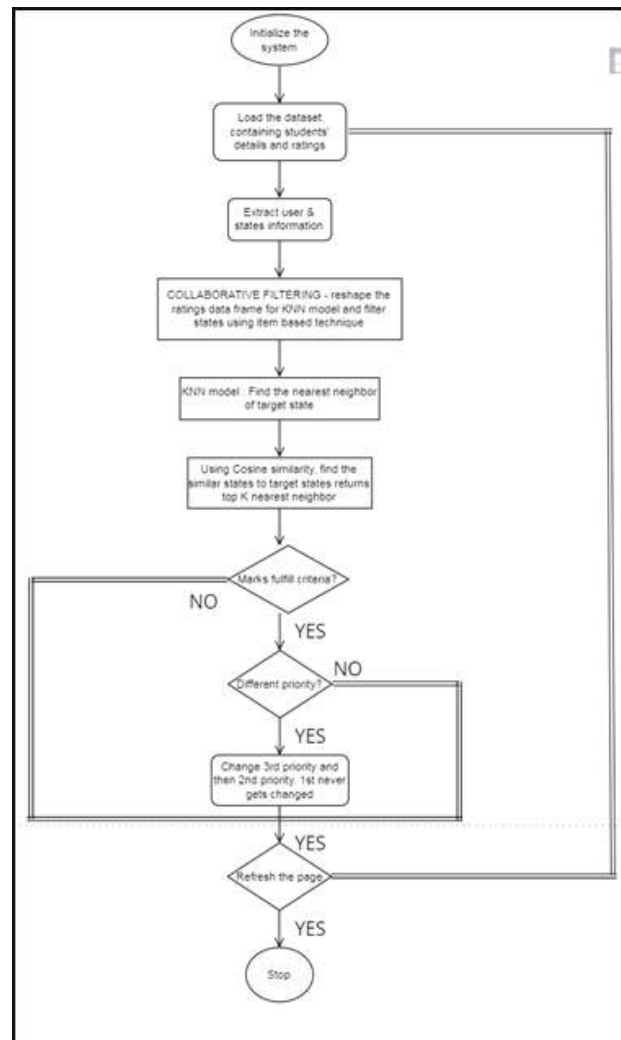 Initialize the
system
Load the dataset
containing students'
details and ratings
Extract user &
states information
COLLABORATIVE FILTERING - reshape the
ratings data frame for KNN model and filter
states using item based technique
KNN model : Find the nearest neighbor
of target state
Using Cosine similarity, find the
similar states to target states returns
top K nearest neighbor
Marks fulfill criteria?
NO
YES
Different priority?
NO
YES
Change 3rd priority and
then 2nd priority, 1st never
gets changed
YES
Refresh the page
YES
Stop